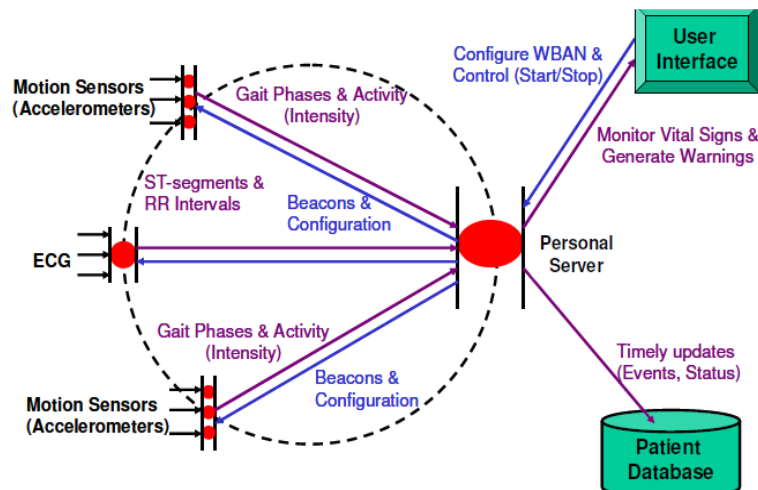 User
Interface
Configure WBAN &
Control (Start/Stop)
Motion Sensors
(Accelerometers)
Gait Phases & Activity
(Intensity)
Monitor Vital Signs &
Generate Warnings
ST-segments &
RR Intervals
Beacons &
Configuration
ECG
Personal
Server
Gait Phases & Activity
(Intensity)
Timely updates
(Events, Status)
Beacons &
Configuration
Motion Sensors
(Accelerometers)
Patient
Database